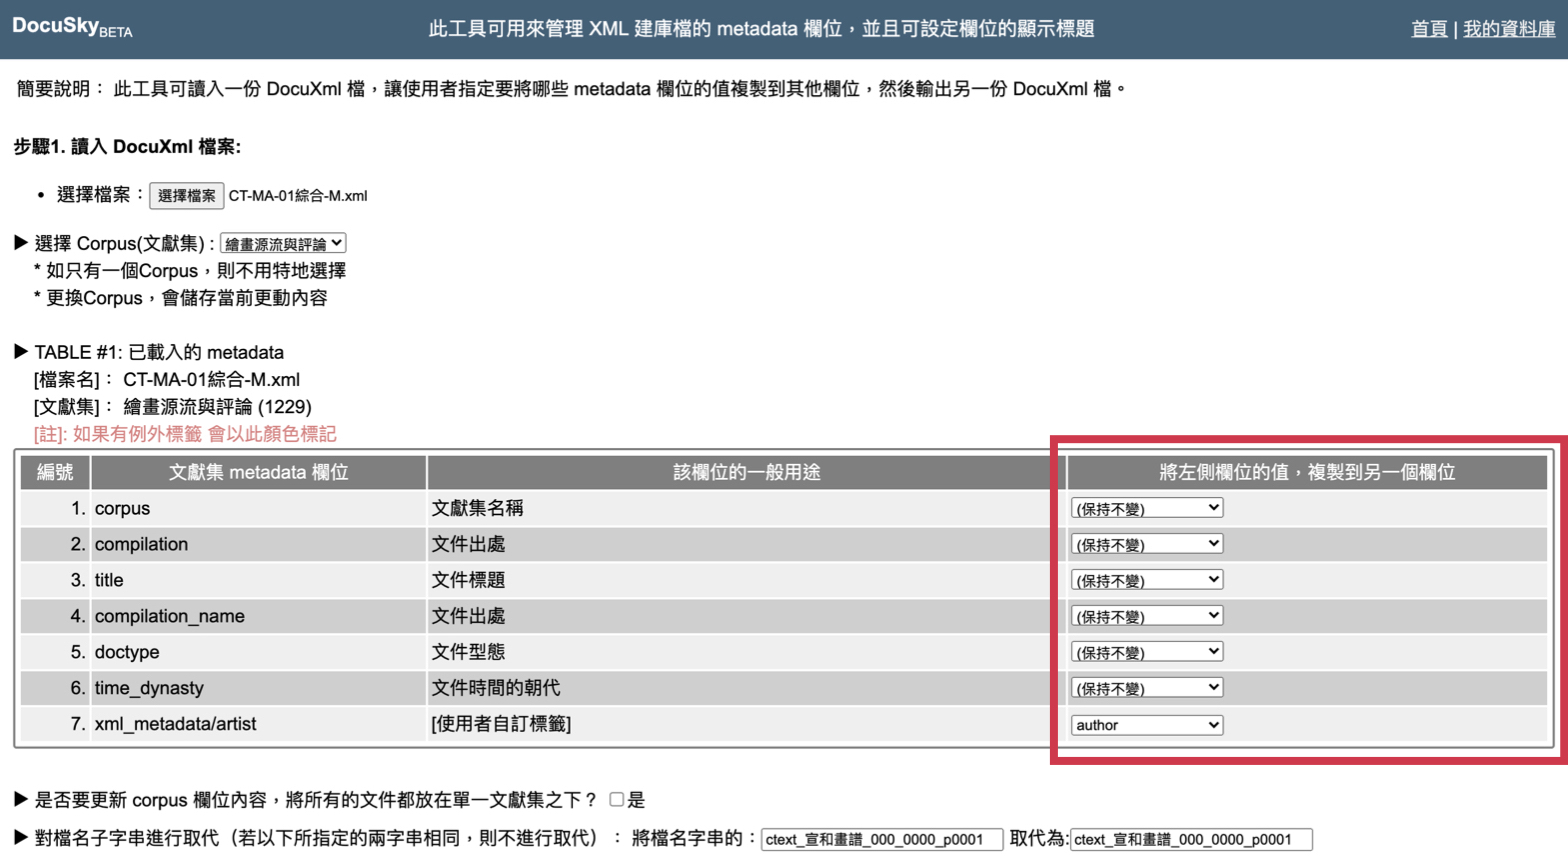 DocuSkyBETA 此工具可用來管理 XML 建庫檔的 metadata 欄位，並且可設定欄位的顯示標題 首頁 | 我的資料庫
簡要說明： 此工具可讀入一份 DocuXml 檔，讓使用者指定要將哪些 metadata 欄位的值複製到其他欄位，然後輸出另一份 DocuXml 檔。
步驟1. 讀入 DocuXml 檔案:
• 選擇檔案： 選擇檔案 CT-MA-01綜合-M.xml
▶ 選擇 Corpus(文獻集) : 繪畫源流與評論
* 如只有一個Corpus，則不用特地選擇
* 更換Corpus，會儲存當前更動內容
▶ TABLE #1: 已載入的 metadata
[檔案名]： CT-MA-01綜合-M.xml
[文獻集]： 繪畫源流與評論 (1229)
[註]: 如果有例外標籤 會以此顏色標記
編號 文獻集 metadata 欄位 該欄位的一般用途 將左側欄位的值，複製到另一個欄位
1. corpus 文獻集名稱 (保持不變)
2. compilation 文件出處 (保持不變)
3. title 文件標題 (保持不變)
4. compilation_name 文件出處 (保持不變)
5. doctype 文件型態 (保持不變)
6. time_dynasty 文件時間的朝代 (保持不變)
7. xml_metadata/artist [使用者自訂標籤] author
▶ 是否要更新 corpus 欄位內容，將所有的文件都放在單一文獻集之下？ 是
▶ 對檔名子字串進行取代（若以下所指定的兩字串相同，則不進行取代）： 將檔名字串的： ctext_宣和畫譜_000_0000_p0001 取代為: ctext_宣和畫譜_000_0000_p0001